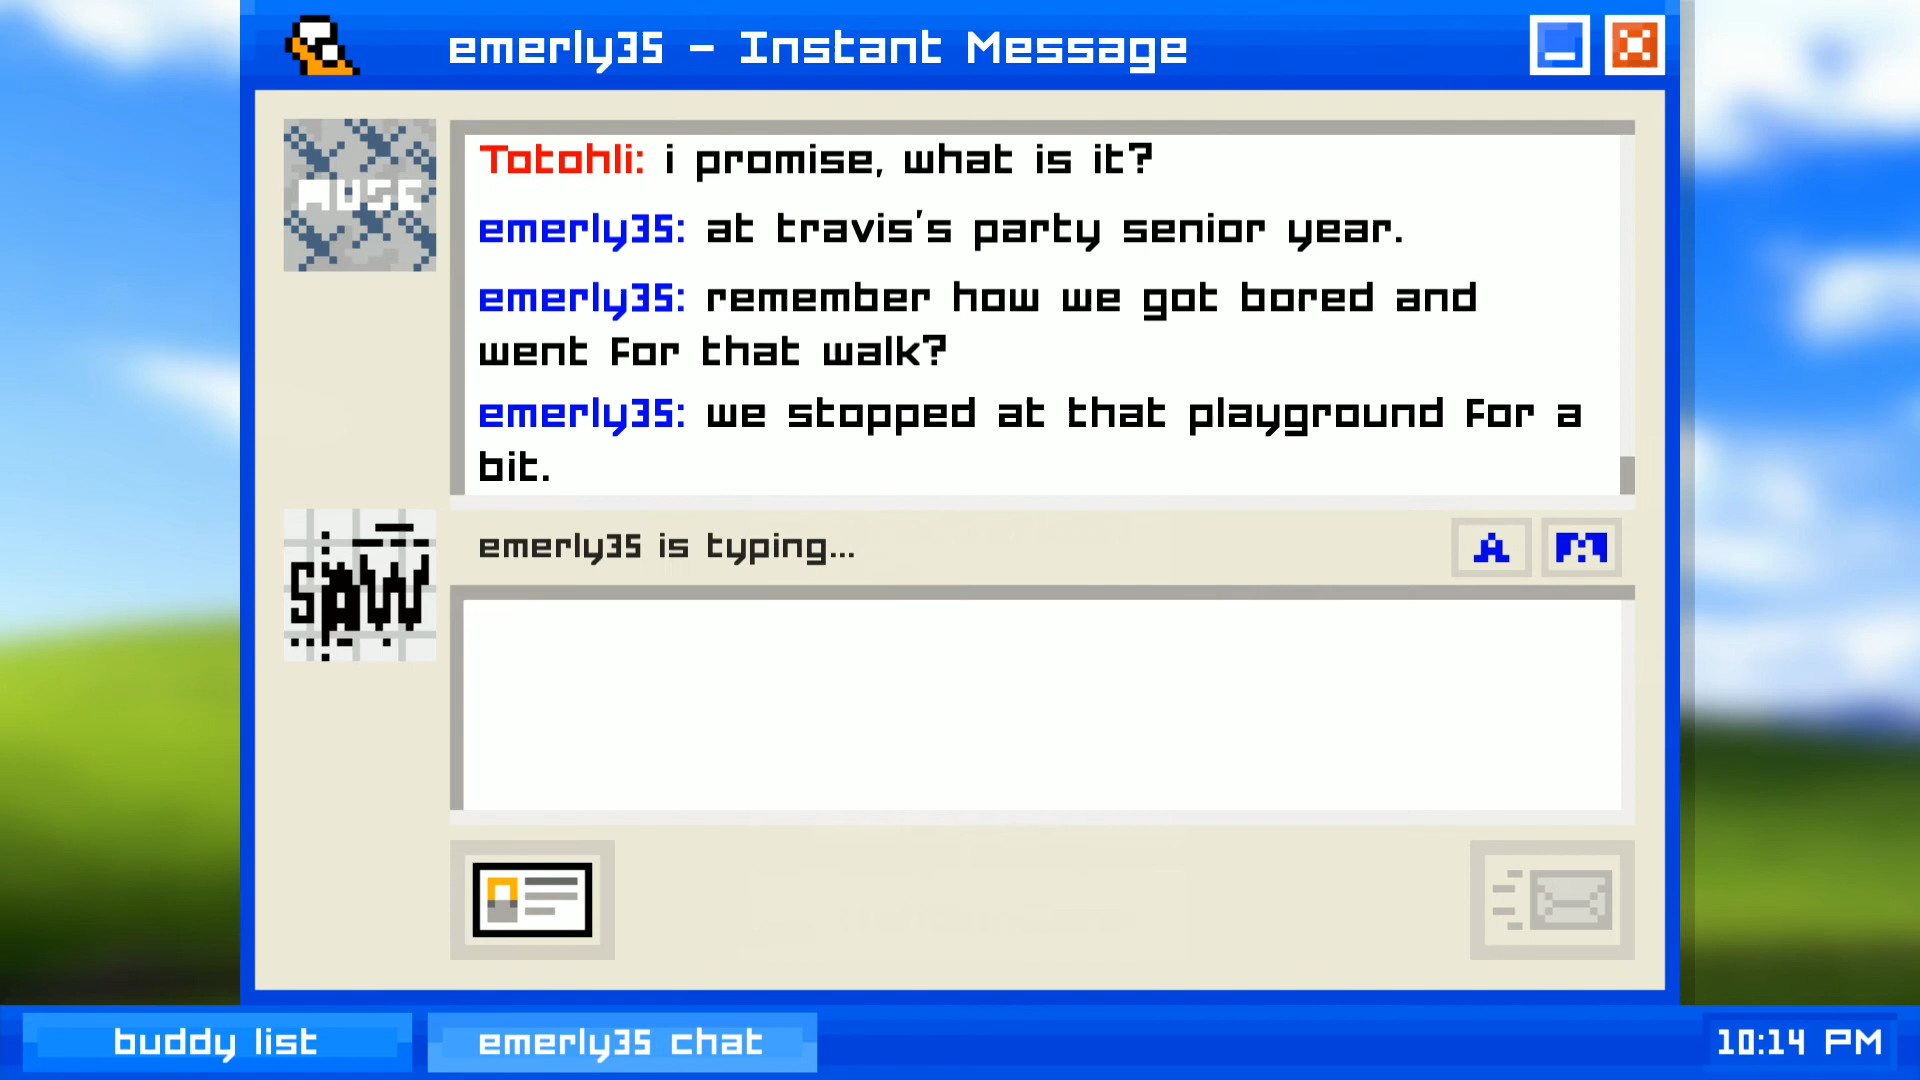 emerly35 – Instant Message
MUSE
Totohli: i promise, what is it?
emerly35: at travis's party senior year.
emerly35: remember how we got bored and
went for that walk?
emerly35: we stopped at that playground for a
bit.
SAW
emerly35 is typing...
A
buddy list
emerly35 chat
10:14 PM